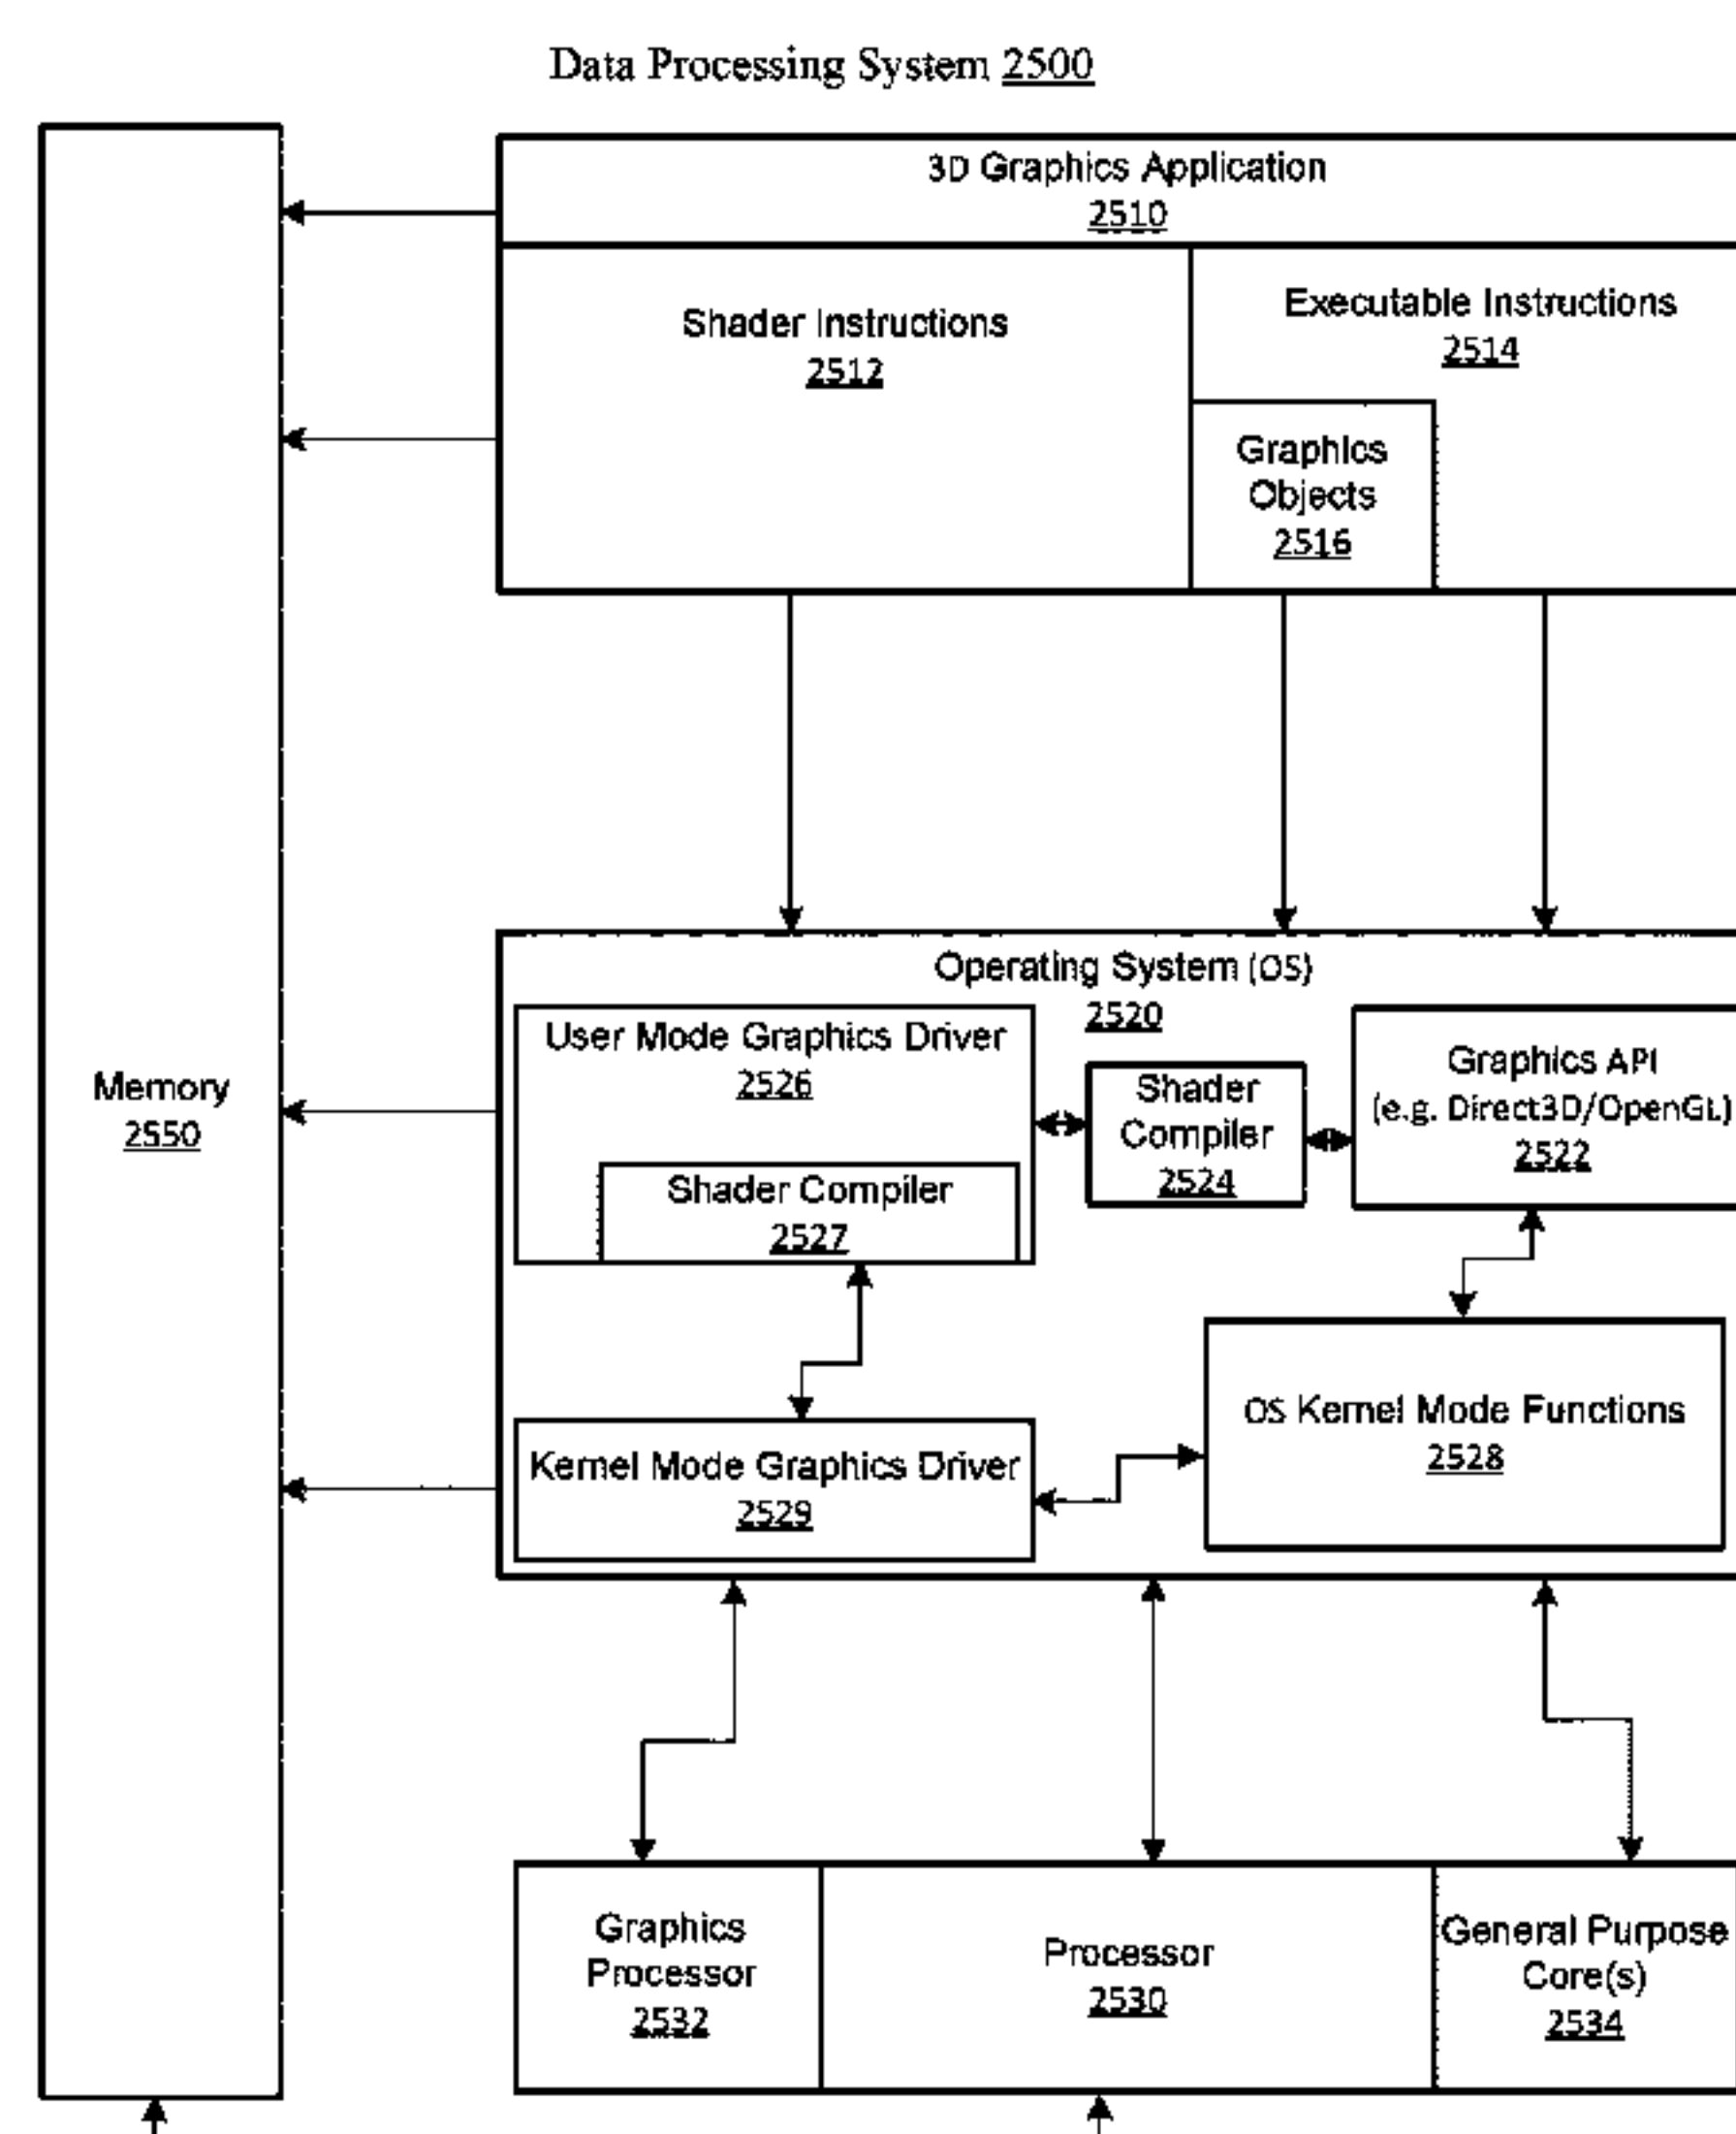 Data Processing System 2500
3D Graphics Application
2510
Shader Instructions
2512
Executable Instructions
2514
Graphics
Objects
2516
Memory
2550
Operating System (OS)
2520
User Mode Graphics Driver
2526
Shader Compiler
2527
Shader
Compiler
2524
Graphics API
(e.g. Direct3D/OpenGL)
2522
Kernel Mode Graphics Driver
2529
OS Kernel Mode Functions
2528
Graphics
Processor
2532
Processor
2530
General Purpose
Core(s)
2534